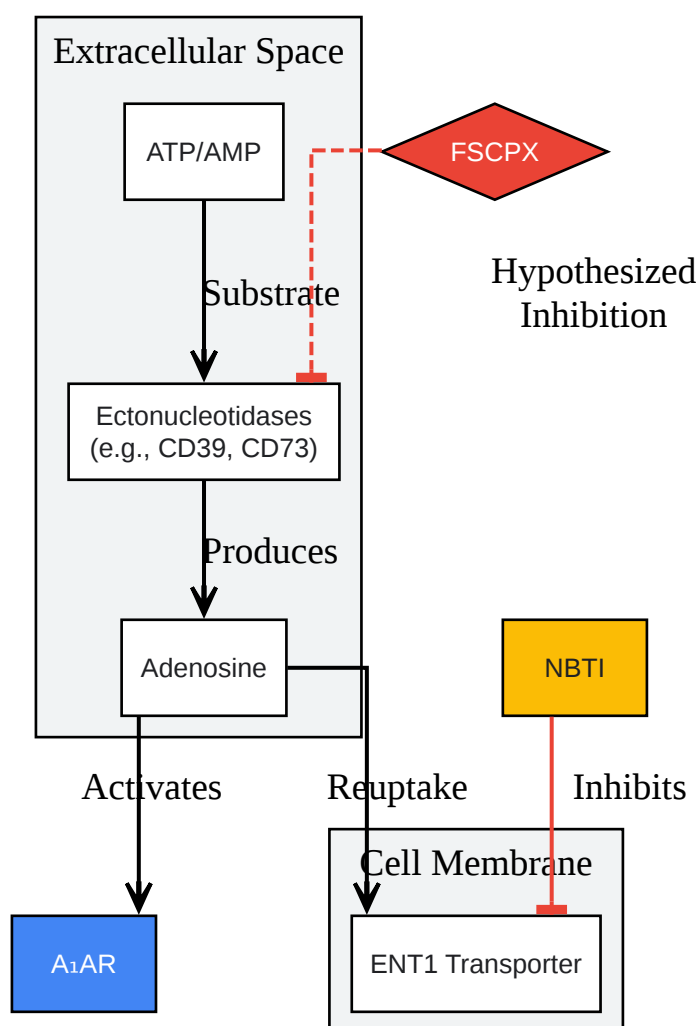 Extracellular Space
ATP/AMP
FSCPX
Substrate
Hypothesized
Inhibition
Ectonucleotidases
(e.g., CD39, CD73)
Produces
Adenosine
NBTI
Activates
Reuptake
Inhibits
Cell Membrane
A₁AR
ENT1 Transporter